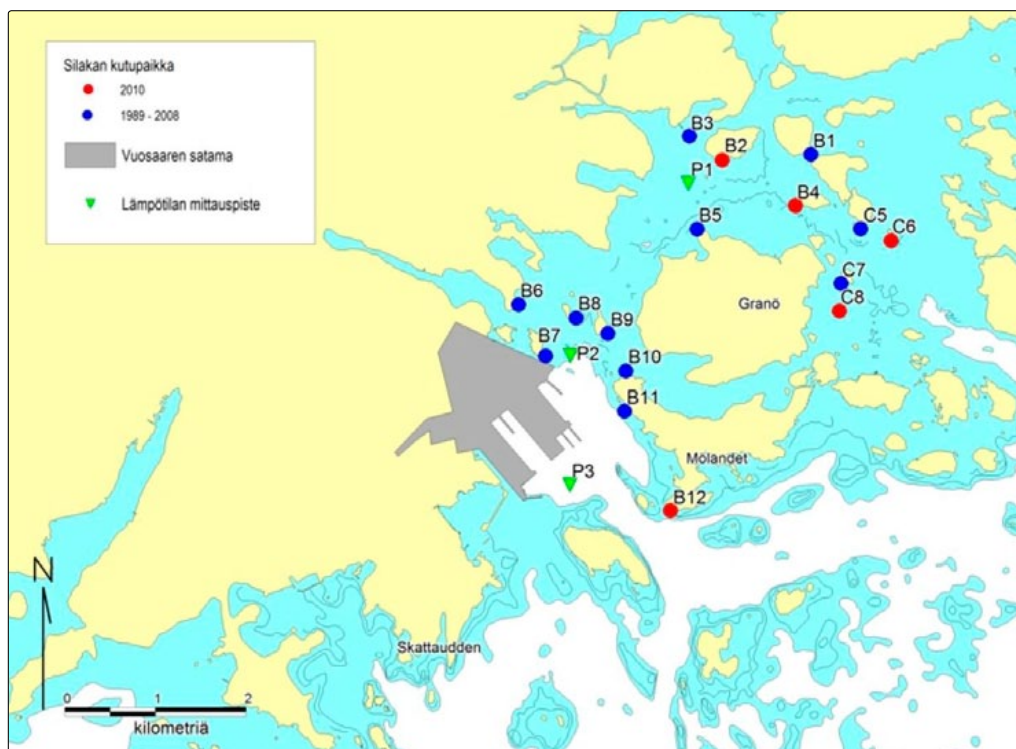 Silakan kutupaikka
2010
1989 - 2008
Vuosaaren satama
Lämpötilan mittauspiste
B3
B2
B1
P1
B4
B5
C5
C6
C7
C8
Granö
B6
B8
B9
B7
P2
B10
B11
Mölandet
P3
B12
N
Skattaudden
0 1 2
kilometriä